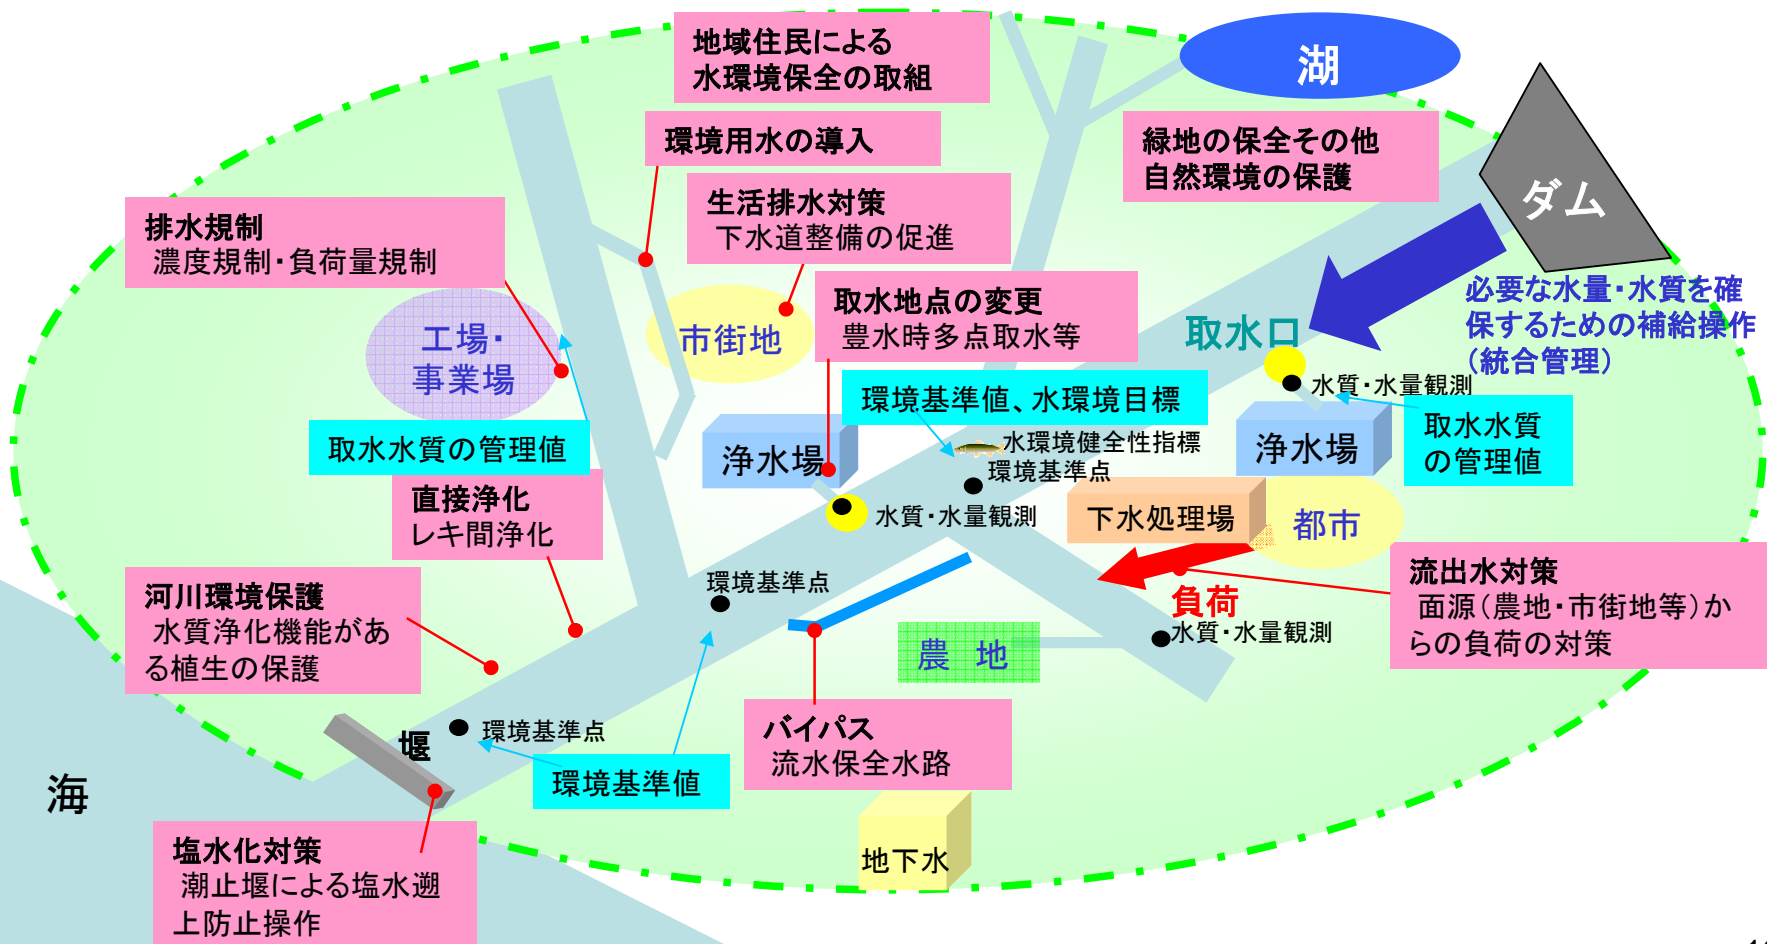 地域住民による
水環境保全の取組
湖
環境用水の導入
緑地の保全その他
自然環境の保護
ダム
生活排水対策
下水道整備の促進
排水規制
濃度規制・負荷量規制
取水地点の変更
豊水時多点取水等
必要な水量・水質を確
保するための補給操作
（統合管理）
取水口
工場・
事業場
市街地
水質・水量観測
環境基準値、水環境目標
取水水質
の管理値
取水水質の管理値
浄水場
水環境健全性指標
環境基準点
浄水場
直接浄化
レキ間浄化
水質・水量観測
下水処理場
都市
河川環境保護
水質浄化機能があ
る植生の保護
環境基準点
負荷
水質・水量観測
流出水対策
面源（農地・市街地等）か
らの負荷の対策
農 地
バイパス
流水保全水路
堰
環境基準点
環境基準値
海
塩水化対策
潮止堰による塩水遡
上防止操作
地下水